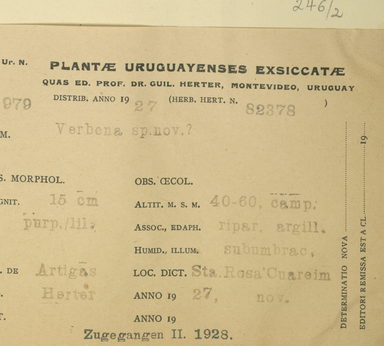 246/2
Ur. N.
PLANTÆ URUGUAYENSES EXSICCATÆ
QUAS ED. PROF. DR. GUIL. HERTER, MONTEVIDEO, URUGUAY
979 DISTRIB. ANNO 19 27 (HERB. HERT. N. 82378 )
M. Verbena sp.nov.?
S. MORPHOL. OBS. ŒCOL.
GNIT. 15 cm ALTIT. M. S. M. 40-60, camp.
purp./lil. ASSOC., EDAPH. ripar, argill.
HUMID., ILLUM. subumbrac,
. DE Artigas LOC. DICT. Sta.Rosa Cuareim
Herter ANNO 19 27, nov.
T. ANNO 19
Zugegangen II. 1928.
DETERMINATIO NOVA
EDITORI REMISSA EST A CL. 19